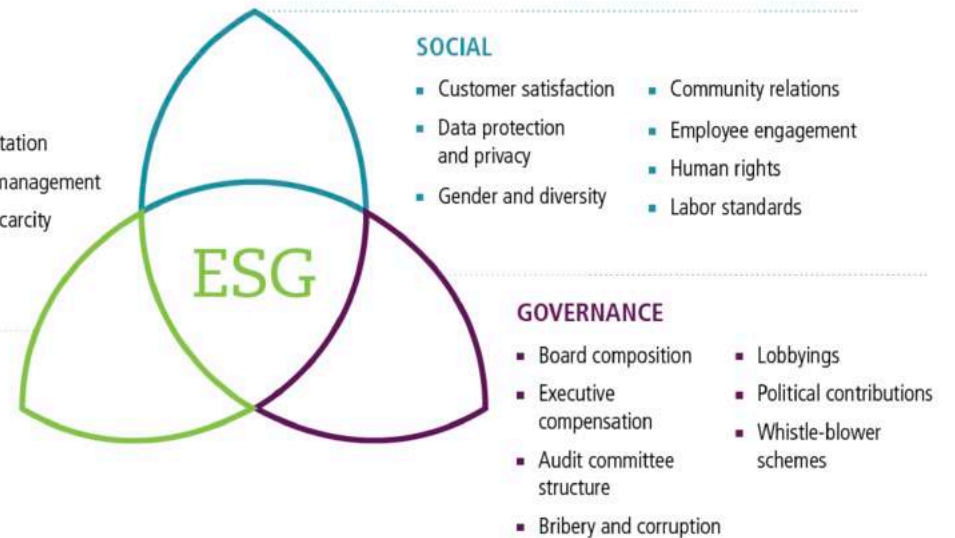 tation
management
carcity
ESG
SOCIAL
Customer satisfaction
Data protection
and privacy
Gender and diversity
Community relations
Employee engagement
Human rights
Labor standards
GOVERNANCE
Board composition
Executive
compensation
Audit committee
structure
Bribery and corruption
Lobbyings
Political contributions
Whistle-blower
schemes